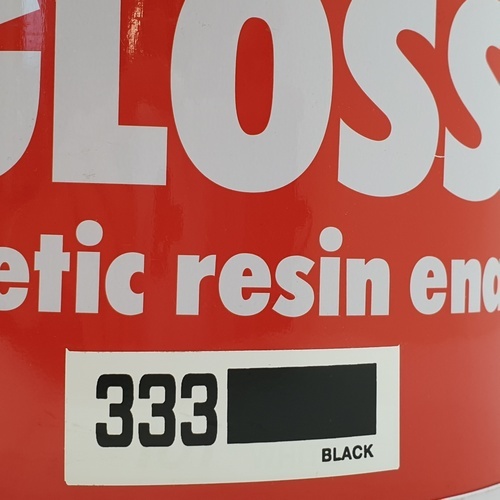 GLOSS
etic resin ena
333
BLACK